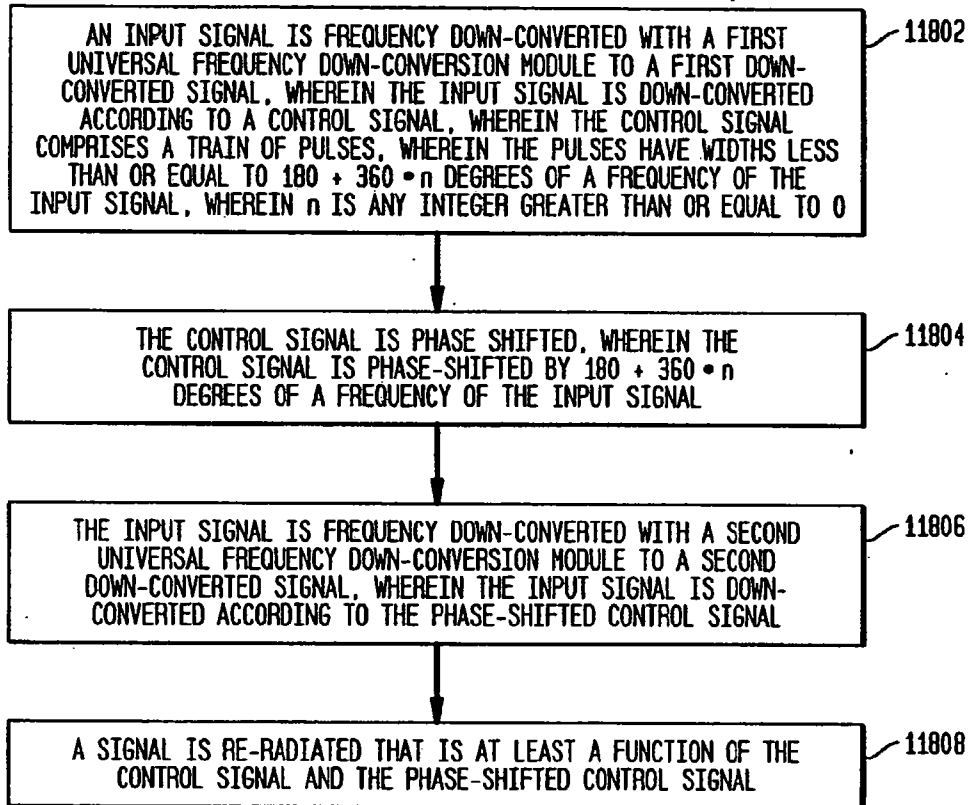 AN INPUT SIGNAL IS FREQUENCY DOWN-CONVERTED WITH A FIRST
UNIVERSAL FREQUENCY DOWN-CONVERSION MODULE TO A FIRST DOWN-
CONVERTED SIGNAL, WHEREIN THE INPUT SIGNAL IS DOWN-CONVERTED
ACCORDING TO A CONTROL SIGNAL, WHEREIN THE CONTROL SIGNAL
COMPRISES A TRAIN OF PULSES, WHEREIN THE PULSES HAVE WIDTHS LESS
THAN OR EQUAL TO 180 + 360 • n DEGREES OF A FREQUENCY OF THE
INPUT SIGNAL, WHEREIN n IS ANY INTEGER GREATER THAN OR EQUAL TO 0
11802
THE CONTROL SIGNAL IS PHASE SHIFTED, WHEREIN THE
CONTROL SIGNAL IS PHASE-SHIFTED BY 180 + 360 • n
DEGREES OF A FREQUENCY OF THE INPUT SIGNAL
11804
THE INPUT SIGNAL IS FREQUENCY DOWN-CONVERTED WITH A SECOND
UNIVERSAL FREQUENCY DOWN-CONVERSION MODULE TO A SECOND
DOWN-CONVERTED SIGNAL, WHEREIN THE INPUT SIGNAL IS DOWN-
CONVERTED ACCORDING TO THE PHASE-SHIFTED CONTROL SIGNAL
11806
A SIGNAL IS RE-RADIATED THAT IS AT LEAST A FUNCTION OF THE
CONTROL SIGNAL AND THE PHASE-SHIFTED CONTROL SIGNAL
11808